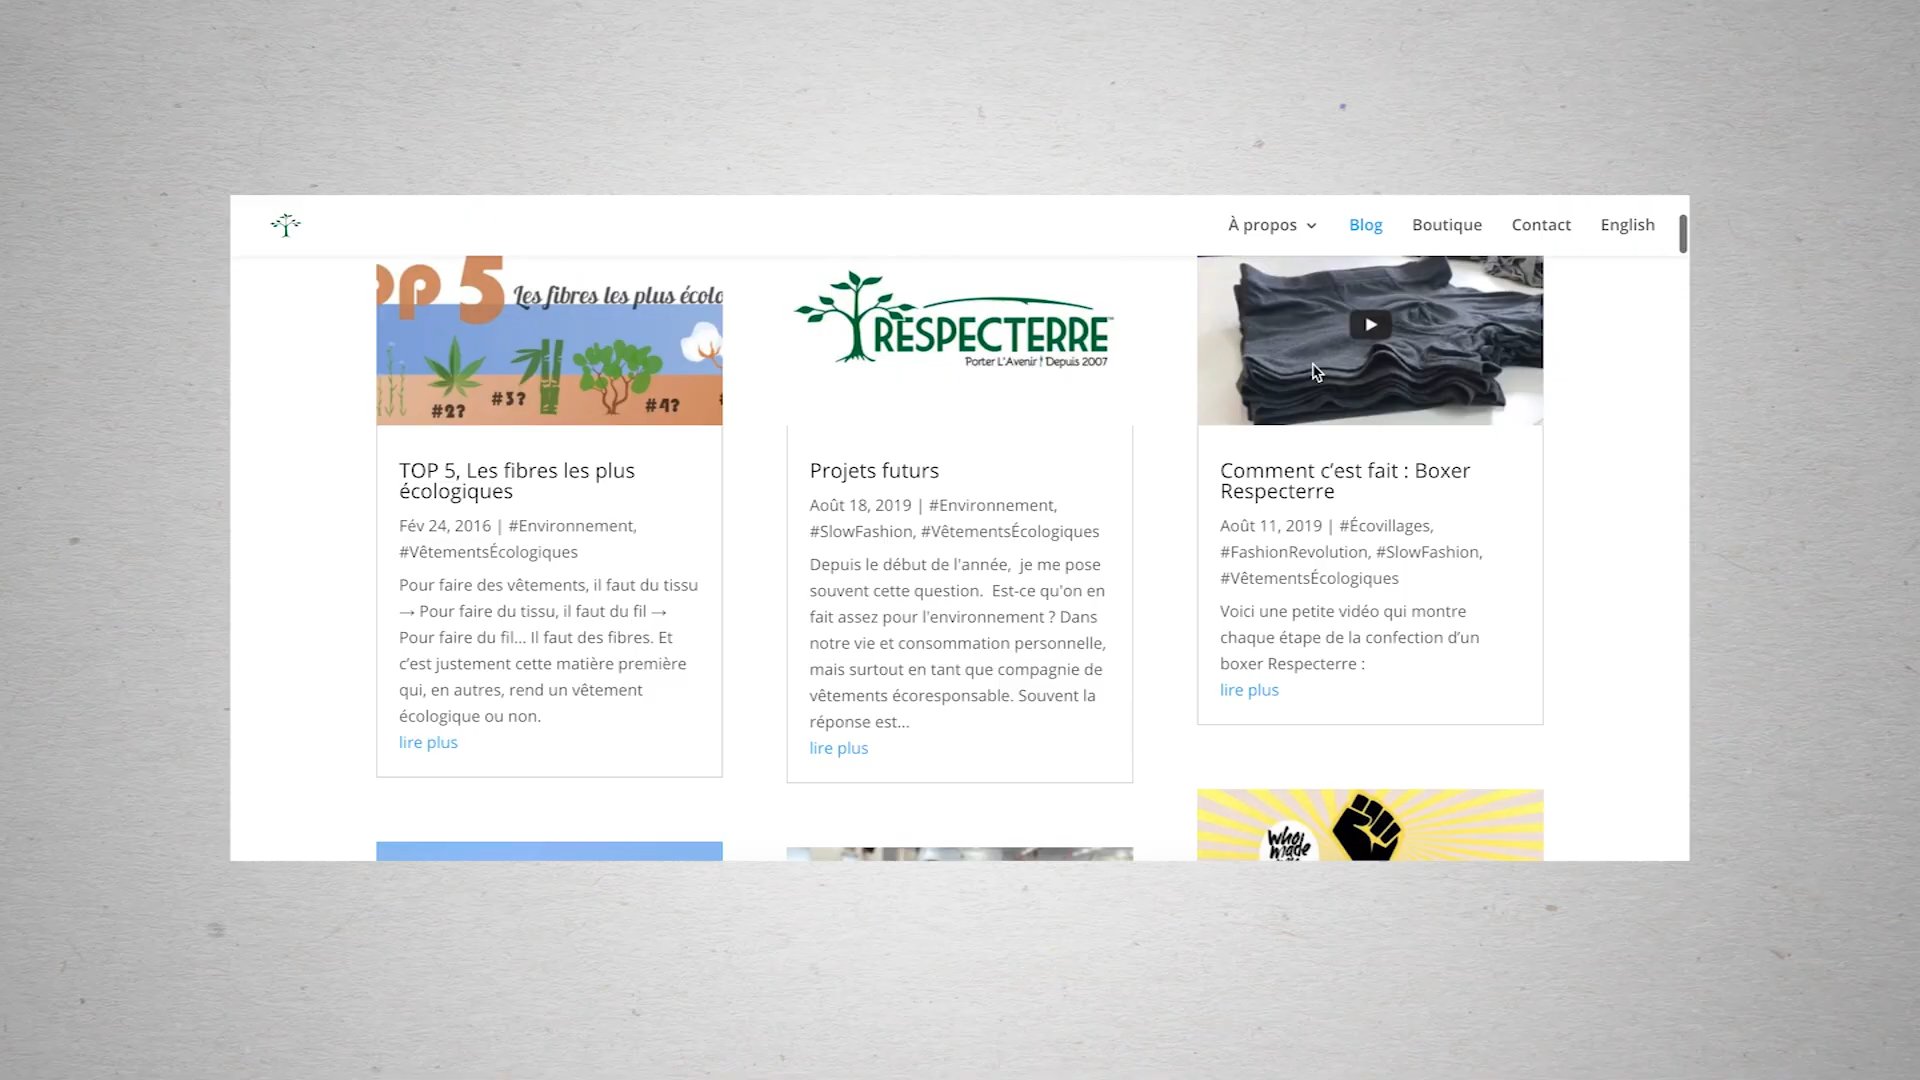 À propos
Blog
Boutique
Contact
English
op 5 Les fibres les plus écolo
#2?
#3?
#4?
RESPECTERRE
Porter L'Avenir Depuis 2007
TOP 5, Les fibres les plus
écologiques
Fév 24, 2016 | #Environnement,
#VêtementsÉcologiques
Pour faire des vêtements, il faut du tissu
→ Pour faire du tissu, il faut du fil →
Pour faire du fil… Il faut des fibres. Et
c’est justement cette matière première
qui, en autres, rend un vêtement
écologique ou non.
lire plus
Projets futurs
Août 18, 2019 | #Environnement,
#SlowFashion, #VêtementsÉcologiques
Depuis le début de l'année,  je me pose
souvent cette question.  Est-ce qu'on en
fait assez pour l'environnement ? Dans
notre vie et consommation personnelle,
mais surtout en tant que compagnie de
vêtements écoresponsable. Souvent la
réponse est...
lire plus
Comment c’est fait : Boxer
Respecterre
Août 11, 2019 | #Écovillages,
#FashionRevolution, #SlowFashion,
#VêtementsÉcologiques
Voici une petite vidéo qui montre
chaque étape de la confection d’un
boxer Respecterre :
lire plus
who
made